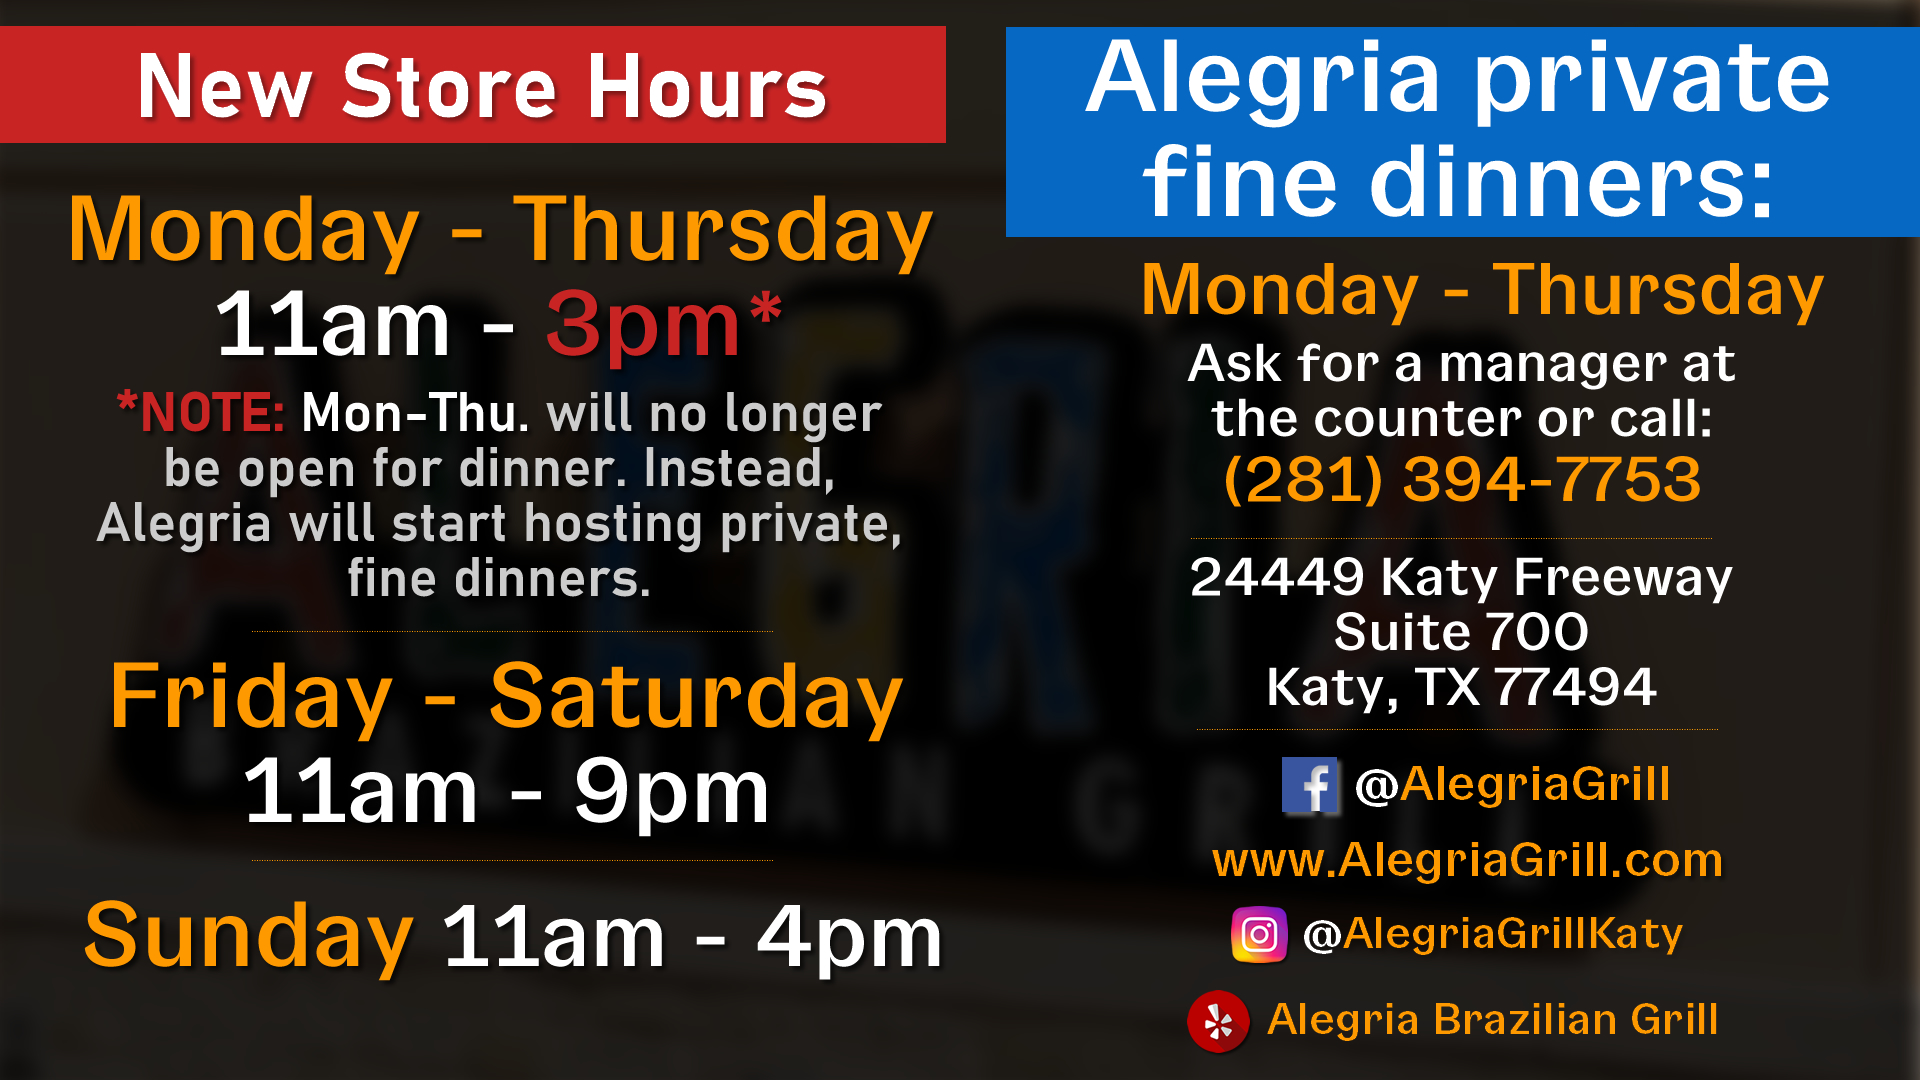 New Store Hours
Monday - Thursday
11am - 3pm*
*NOTE: Mon-Thu. will no longer
be open for dinner. Instead,
Alegria will start hosting private,
fine dinners.
Friday - Saturday
11am - 9pm
Sunday 11am - 4pm
Alegria private
fine dinners:
Monday - Thursday
Ask for a manager at
the counter or call:
(281) 394-7753
24449 Katy Freeway
Suite 700
Katy, TX 77494
@AlegriaGrill
www.AlegriaGrill.com
@AlegriaGrillKaty
Alegria Brazilian Grill
ALEGRIA
BRAZILIAN GRILL